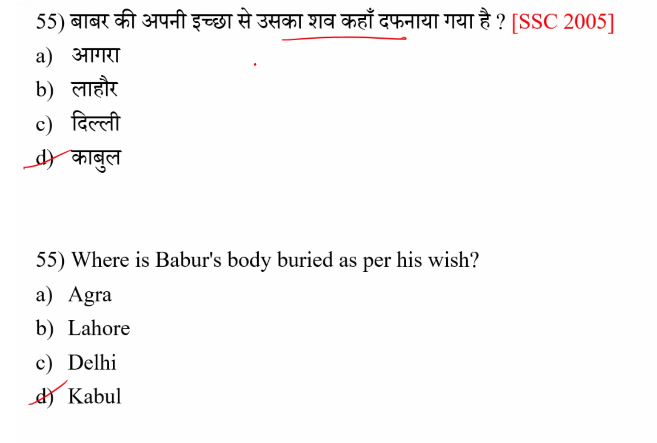 55) बाबर की अपनी इच्छा से उसका शव कहाँ दफनाया गया है ? [SSC 2005]
a) आगरा
b) लाहौर
c) दिल्ली
d) काबुल
55) Where is Babur's body buried as per his wish?
a) Agra
b) Lahore
c) Delhi
d) Kabul